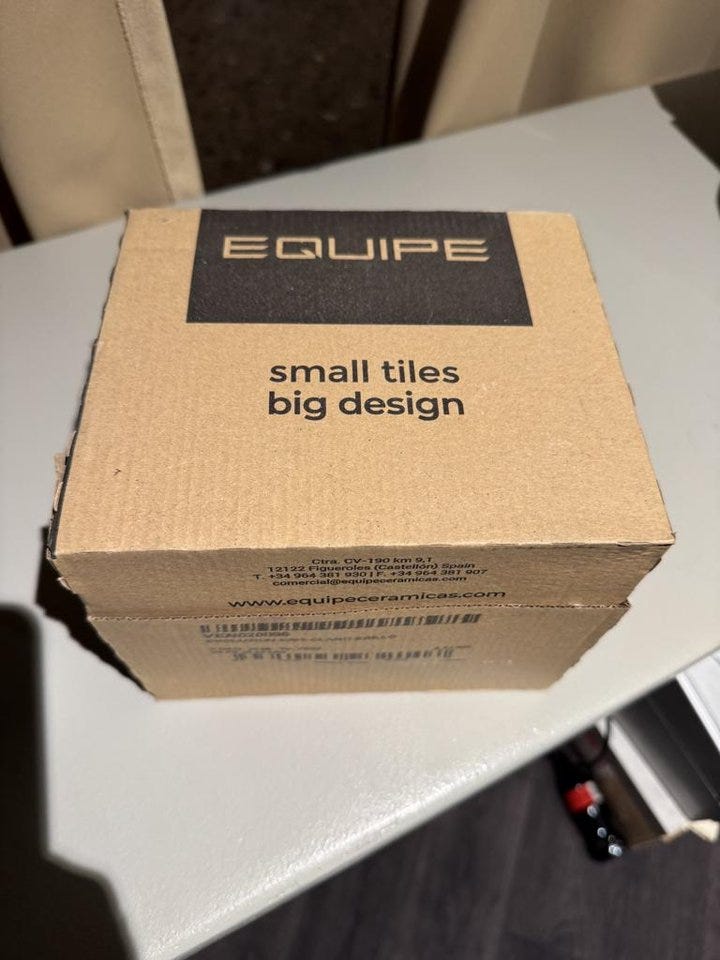 EQUIPE
small tiles
big design
Ctra. CV-190 km 9,1
12122 Figueroles (Castellón) Spain
T. +34 964 381 930 | F. +34 964 381 907
comercial@equipeceramicas.com
www.equipeceramicas.com